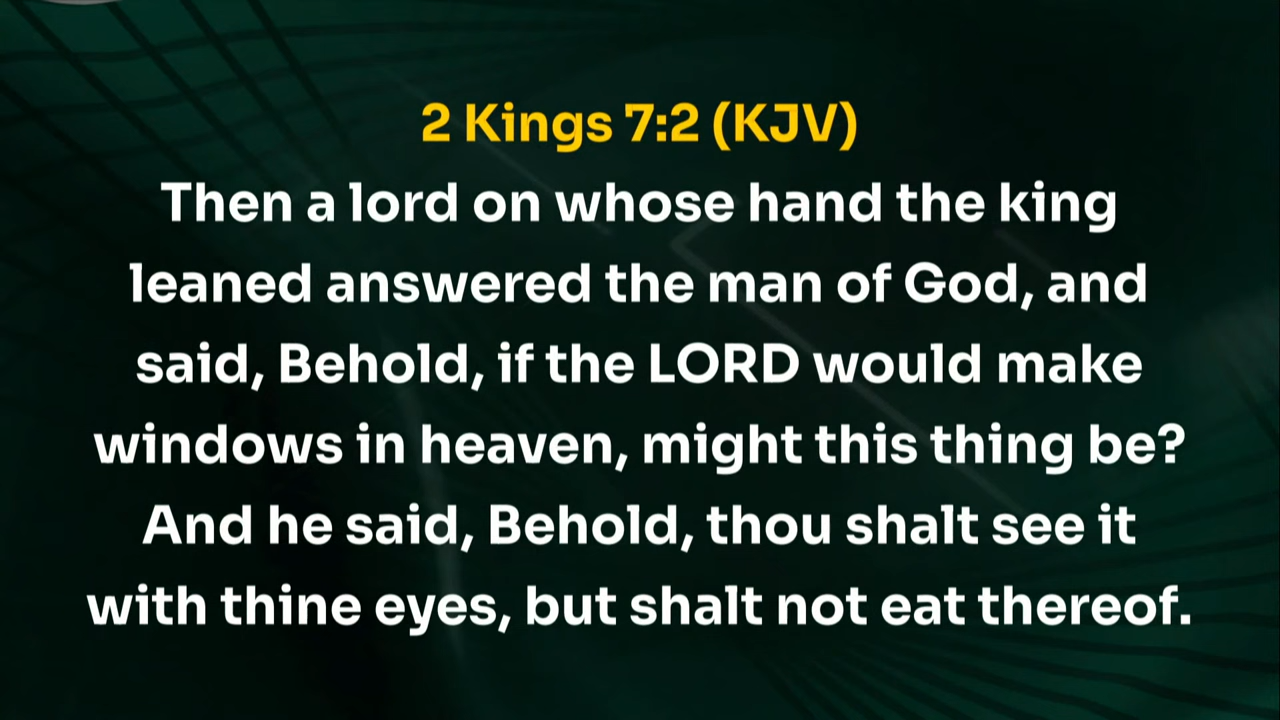 2 Kings 7:2 (KJV)
Then a lord on whose hand the king
leaned answered the man of God, and
said, Behold, if the LORD would make
windows in heaven, might this thing be?
And he said, Behold, thou shalt see it
with thine eyes, but shalt not eat thereof.